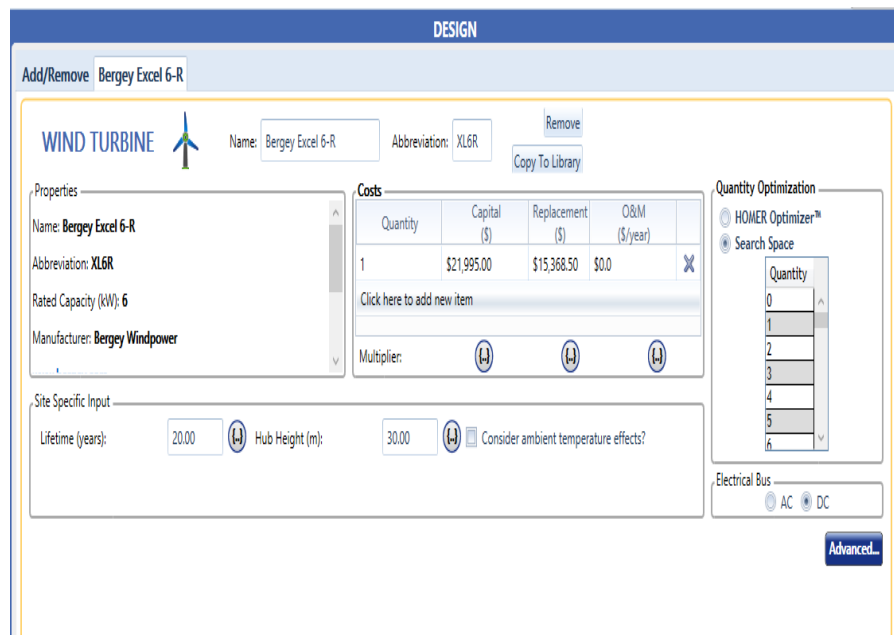 DESIGN
Add/Remove Bergey Excel 6-R
WIND TURBINE
Name: Bergey Excel 6-R
Abbreviation: XL6R
Remove
Copy To Library
Properties
Name: Bergey Excel 6-R
Abbreviation: XL6R
Rated Capacity (kW): 6
Manufacturer: Bergey Windpower
Costs
Quantity Capital ($) Replacement ($) O&M ($/year)
1 $21,995.00 $15,368.50 $0.0
Click here to add new item
Multiplier: {..} {..} {..}
Quantity Optimization
HOMER Optimizer™
Search Space
Quantity
0
1
2
3
4
5
6
Site Specific Input
Lifetime (years): 20.00 {..} Hub Height (m): 30.00 {..} Consider ambient temperature effects?
Electrical Bus
AC DC
Advanced...